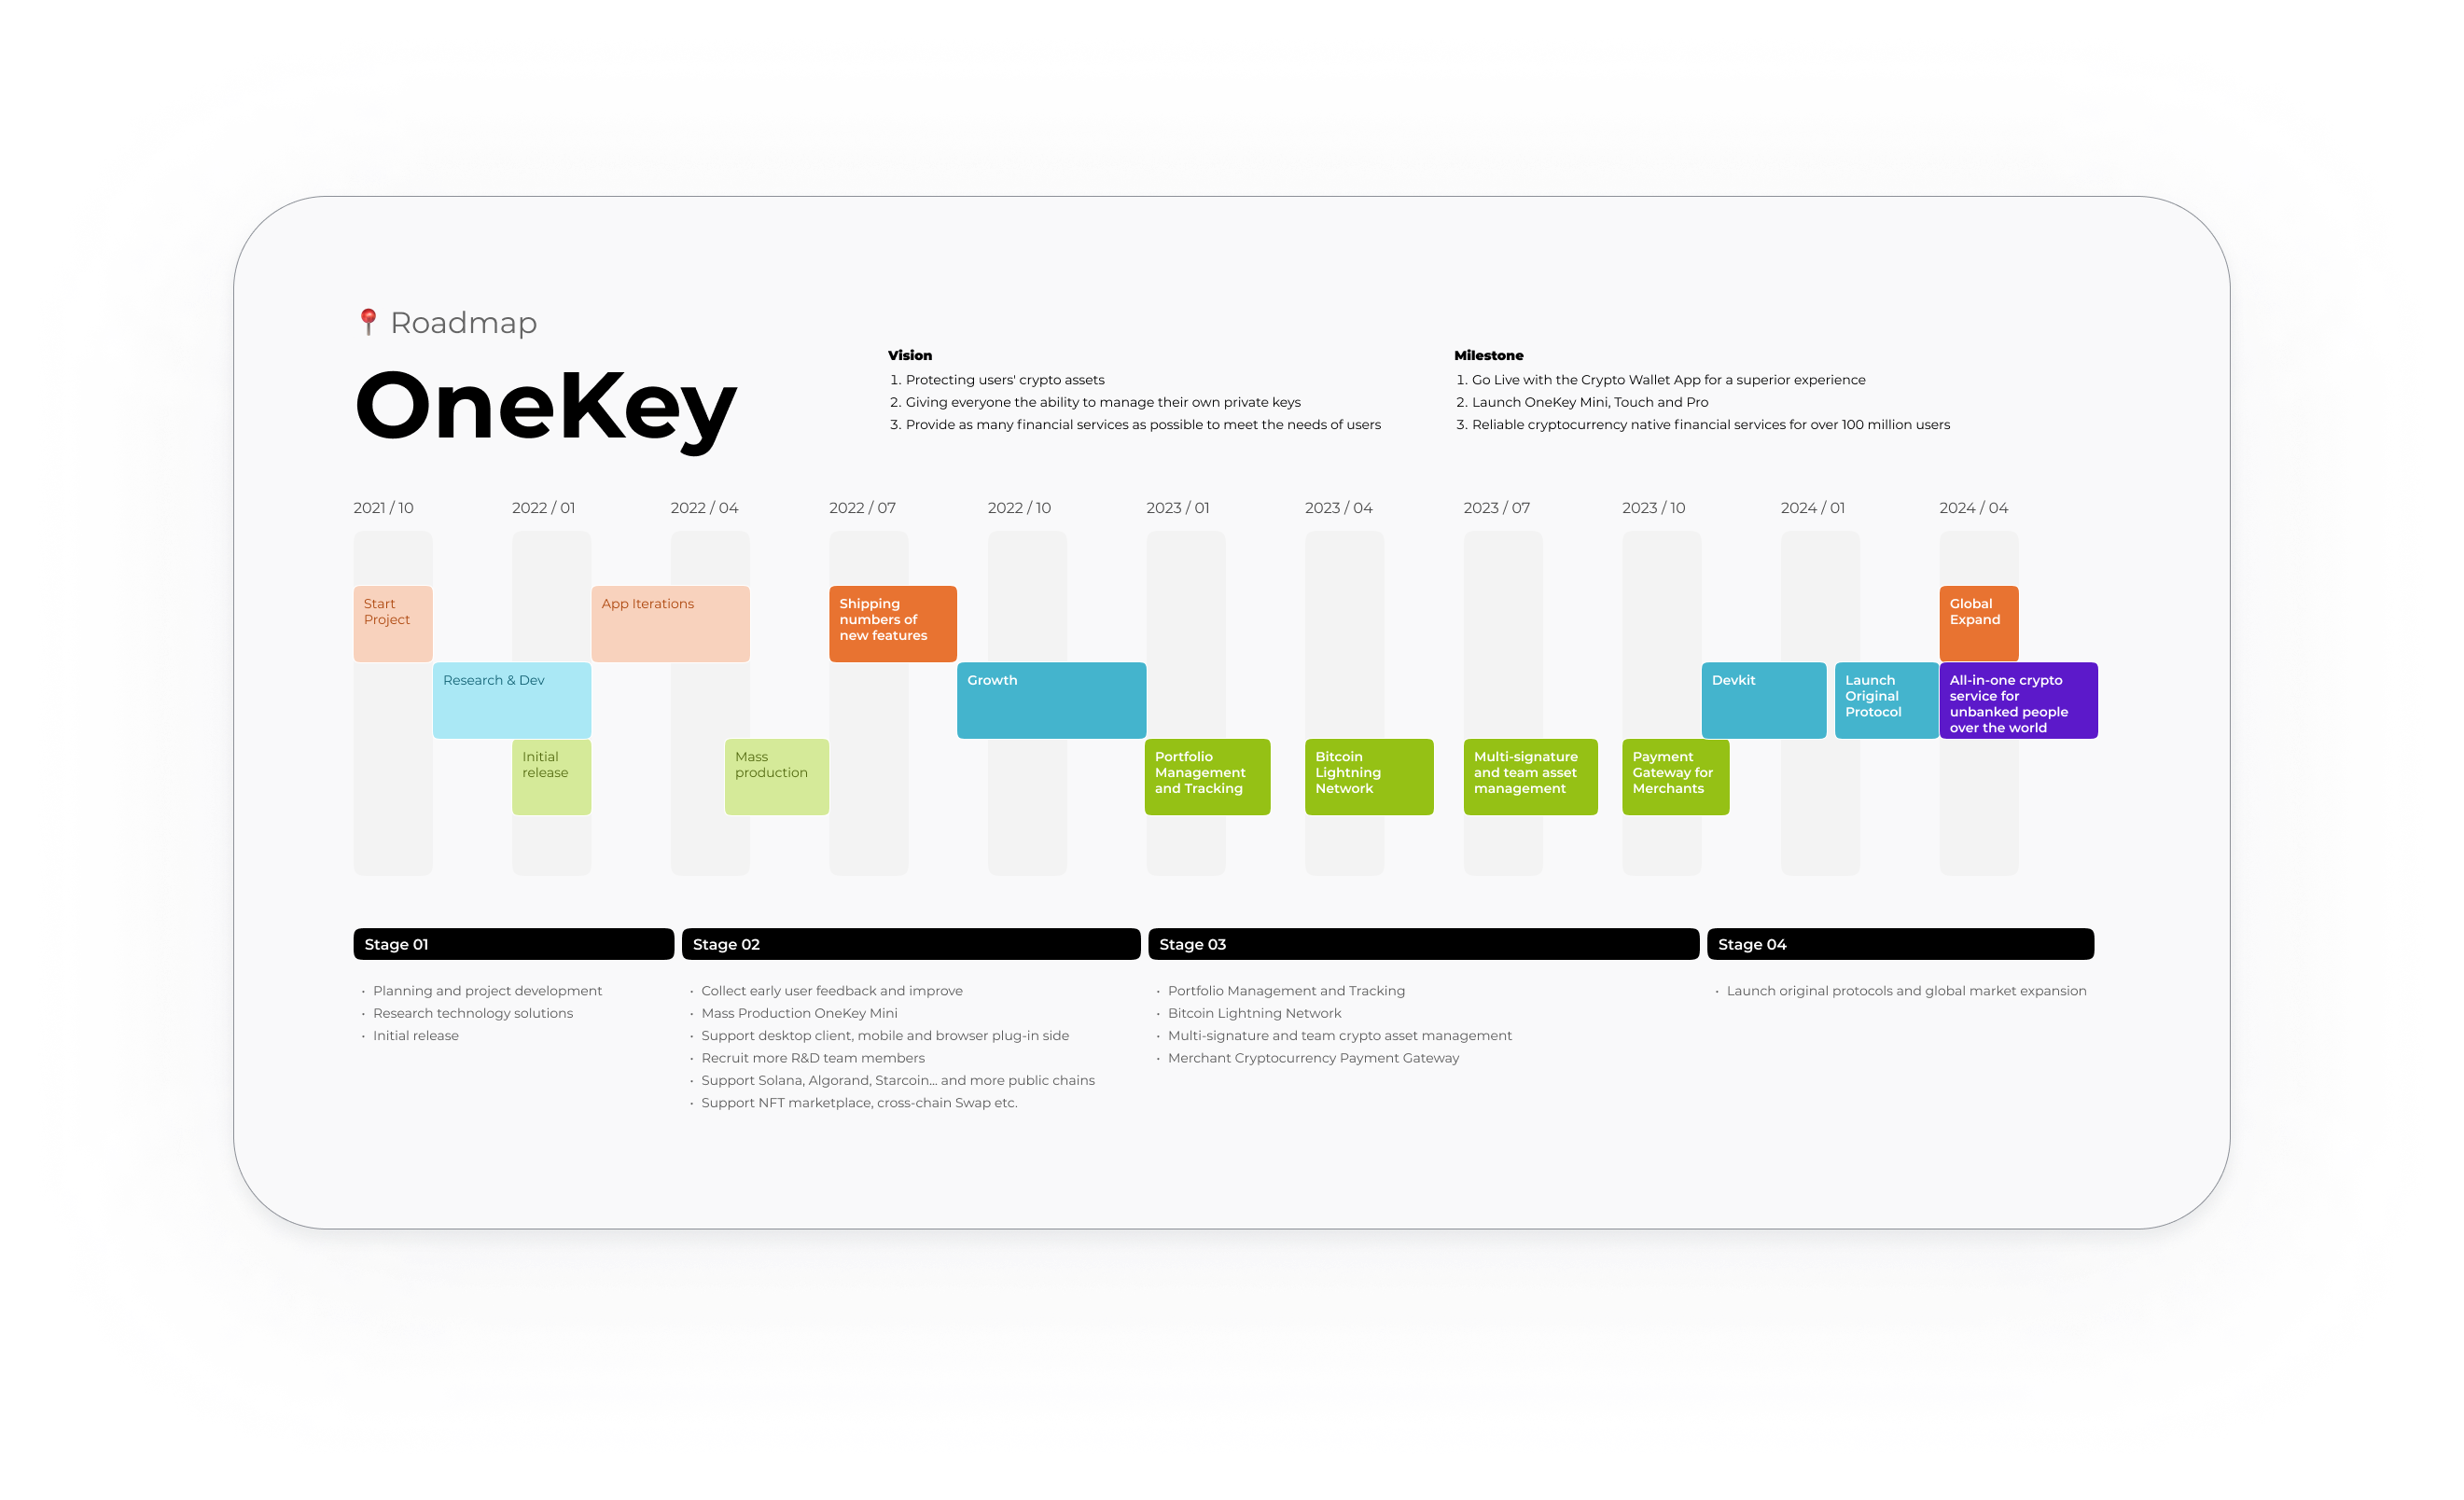 Roadmap
OneKey
Vision
1. Protecting users' crypto assets
2. Giving everyone the ability to manage their own private keys
3. Provide as many financial services as possible to meet the needs of users
Milestone
1. Go Live with the Crypto Wallet App for a superior experience
2. Launch OneKey Mini, Touch and Pro
3. Reliable cryptocurrency native financial services for over 100 million users
2021 / 10
2022 / 01
2022 / 04
2022 / 07
2022 / 10
2023 / 01
2023 / 04
2023 / 07
2023 / 10
2024 / 01
2024 / 04
Start
Project
App Iterations
Shipping
numbers of
new features
Global
Expand
Research & Dev
Growth
Devkit
Launch
Original
Protocol
All-in-one crypto
service for
unbanked people
over the world
Initial
release
Mass
production
Portfolio
Management
and Tracking
Bitcoin
Lightning
Network
Multi-signature
and team asset
management
Payment
Gateway for
Merchants
Stage 01
• Planning and project development
• Research technology solutions
• Initial release
Stage 02
• Collect early user feedback and improve
• Mass Production OneKey Mini
• Support desktop client, mobile and browser plug-in side
• Recruit more R&D team members
• Support Solana, Algorand, Starcoin... and more public chains
• Support NFT marketplace, cross-chain Swap etc.
Stage 03
• Portfolio Management and Tracking
• Bitcoin Lightning Network
• Multi-signature and team crypto asset management
• Merchant Cryptocurrency Payment Gateway
Stage 04
• Launch original protocols and global market expansion